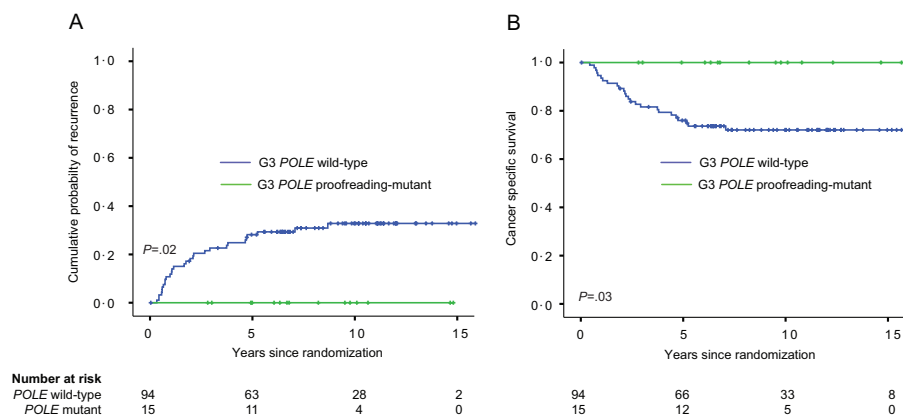 A
B
Cumulative probability of recurrence
1·0
0·8
0·6
0·4
0·2
0·0
G3 POLE wild-type
G3 POLE proofreading-mutant
P=.02
0 5 10 15
Years since randomization
Cancer specific survival
1·0
0·8
0·6
0·4
0·2
0·0
G3 POLE wild-type
G3 POLE proofreading-mutant
P=.03
0 5 10 15
Years since randomization
Number at risk
POLE wild-type 94 63 28 2 94 66 33 8
POLE mutant 15 11 4 0 15 12 5 0